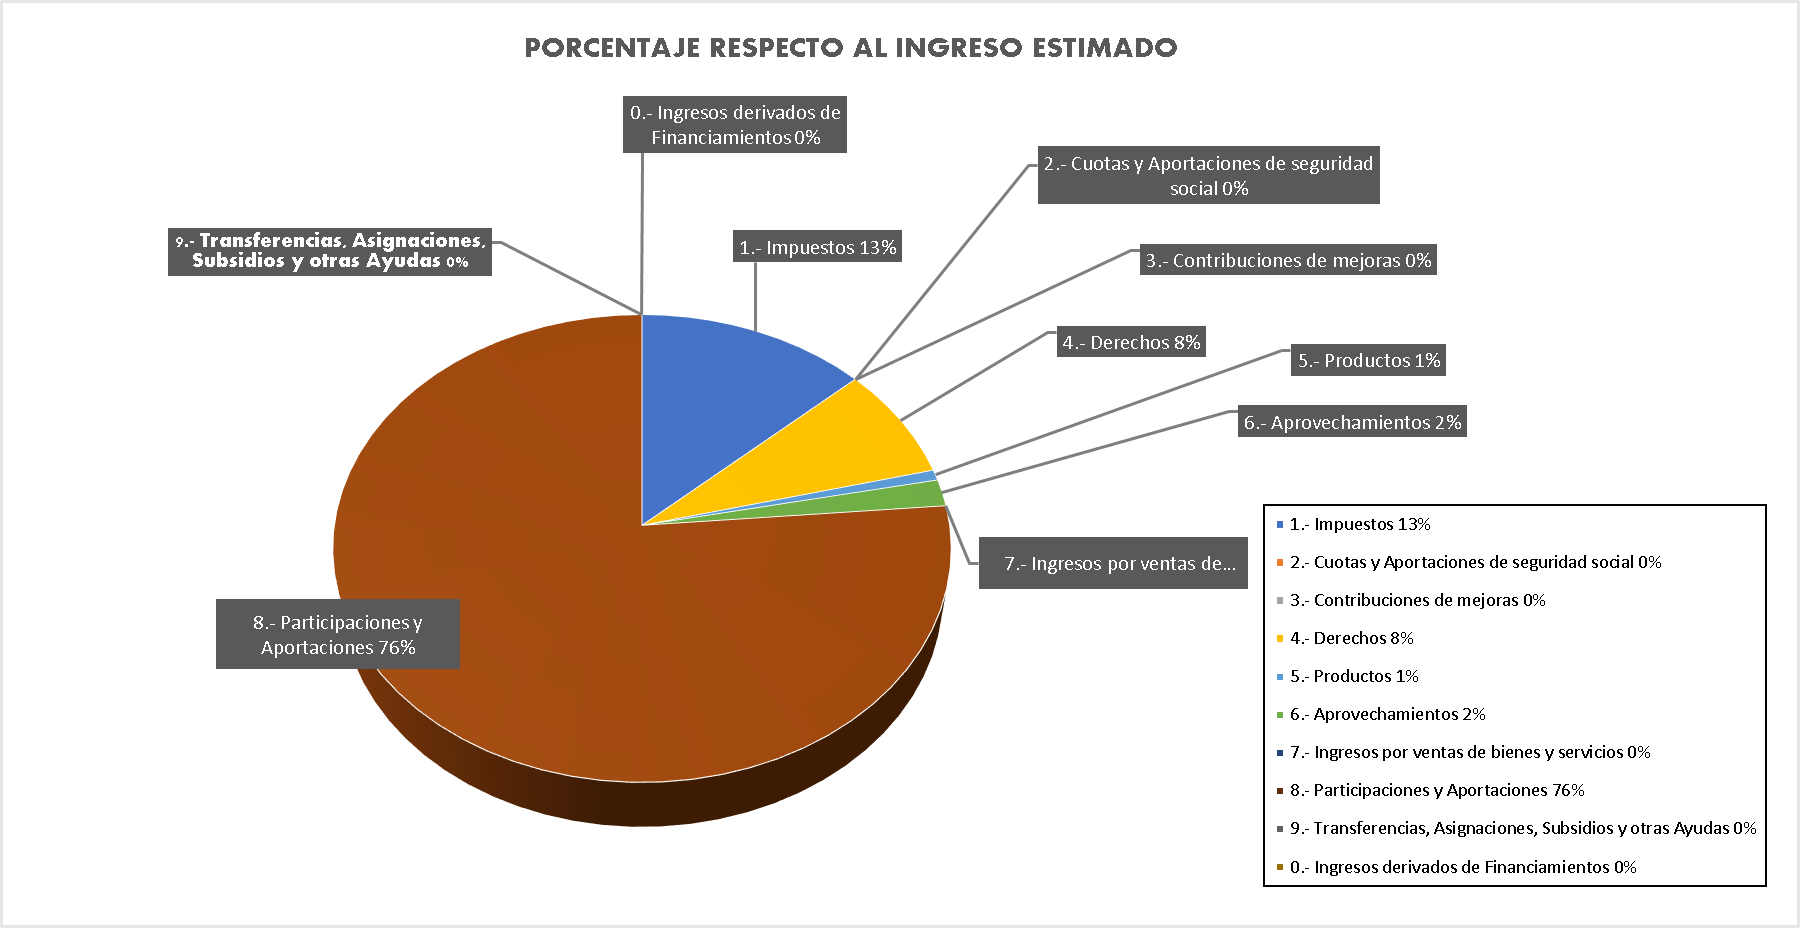 PORCENTAJE RESPECTO AL INGRESO ESTIMADO
0.- Ingresos derivados de
Financiamientos 0%
2.- Cuotas y Aportaciones de seguridad
social 0%
9.- Transferencias, Asignaciones,
Subsidios y otras Ayudas 0%
1.- Impuestos 13%
3.- Contribuciones de mejoras 0%
4.- Derechos 8%
5.- Productos 1%
6.- Aprovechamientos 2%
7.- Ingresos por ventas de...
8.- Participaciones y
Aportaciones 76%
1.- Impuestos 13%
2.- Cuotas y Aportaciones de seguridad social 0%
3.- Contribuciones de mejoras 0%
4.- Derechos 8%
5.- Productos 1%
6.- Aprovechamientos 2%
7.- Ingresos por ventas de bienes y servicios 0%
8.- Participaciones y Aportaciones 76%
9.- Transferencias, Asignaciones, Subsidios y otras Ayudas 0%
0.- Ingresos derivados de Financiamientos 0%